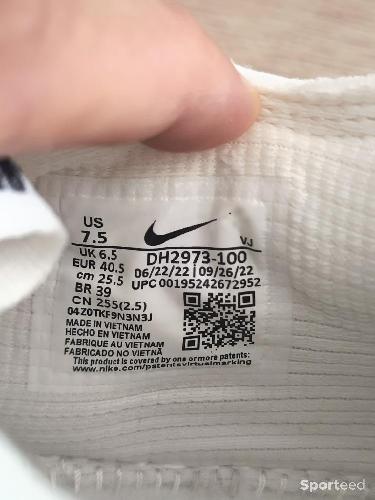 US
7.5
VJ
UK 6.5
EUR 40.5
cm 25.5
BR 39
CN 255(2.5)
DH2973-100
06/22/22 | 09/26/22
UPC 00195242672952
04Z0TKF9N3N3J
MADE IN VIETNAM
HECHO EN VIETNAM
FABRIQUE AU VIETNAM
FABRICADO NO VIETNÃ
This product is covered by one or more patents:
www.nike.com/patentsvirtualmarking
Sporteed